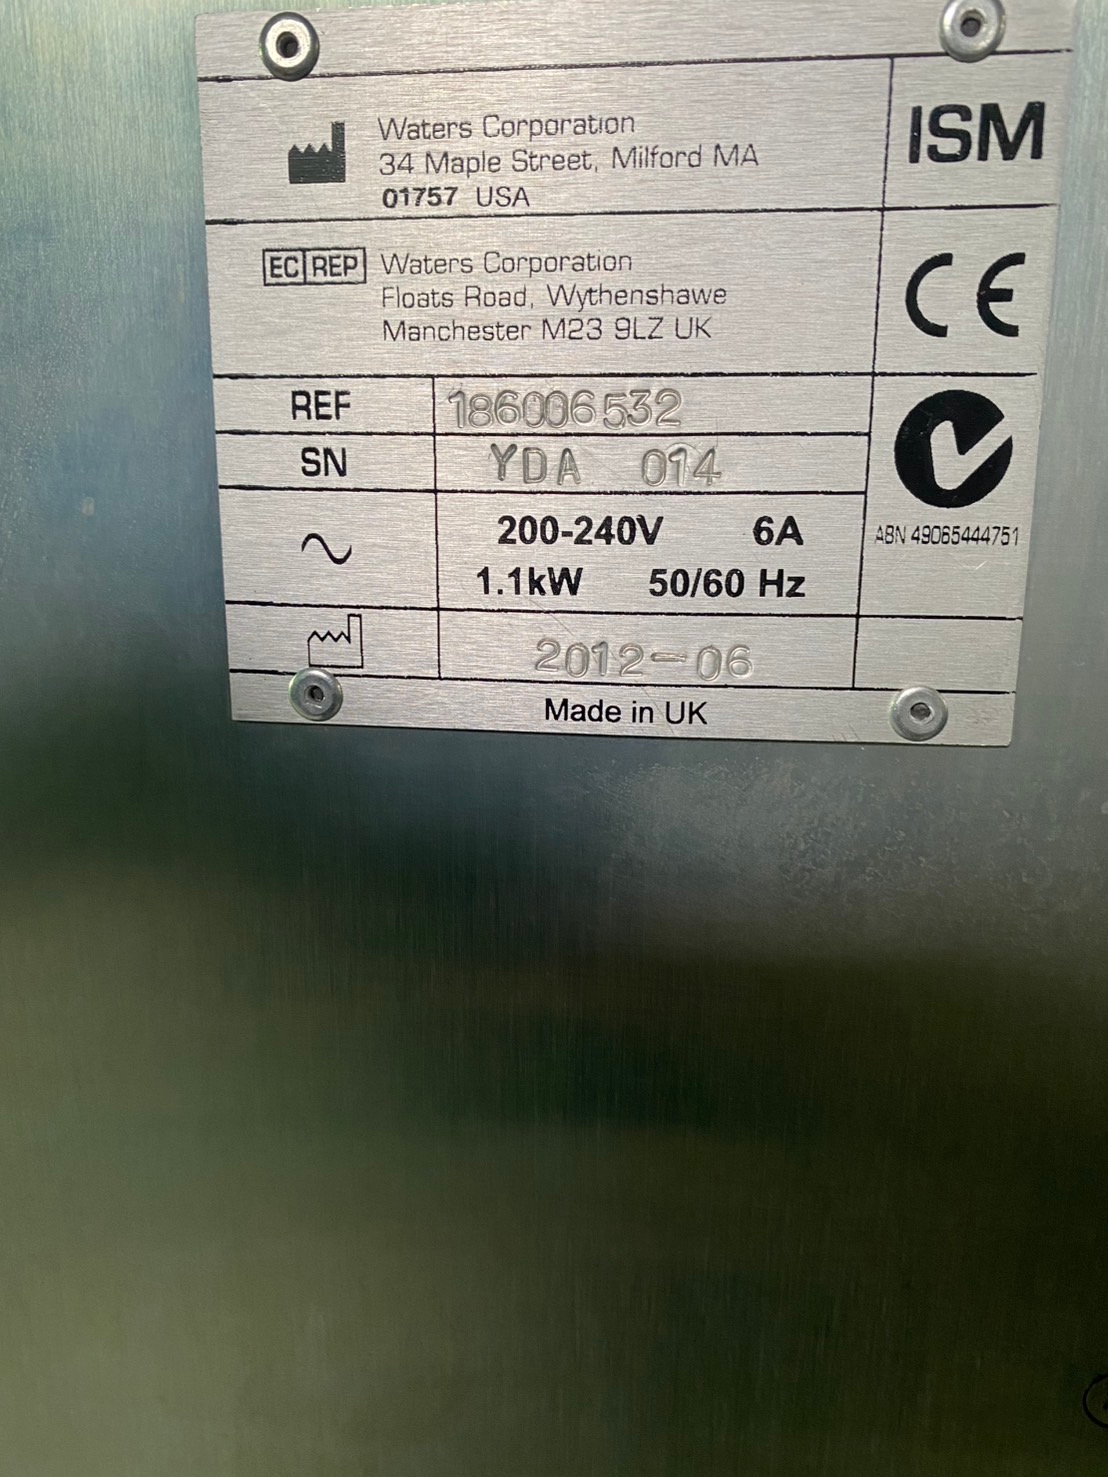 Waters Corporation
34 Maple Street, Milford MA
01757 USA
ISM
EC REP Waters Corporation
Floats Road, Wythenshawe
Manchester M23 9LZ UK
CE
REF 186006532
SN YDA 014
200-240V 6A
1.1kW 50/60 Hz
ABN 49065444751
2012-06
Made in UK